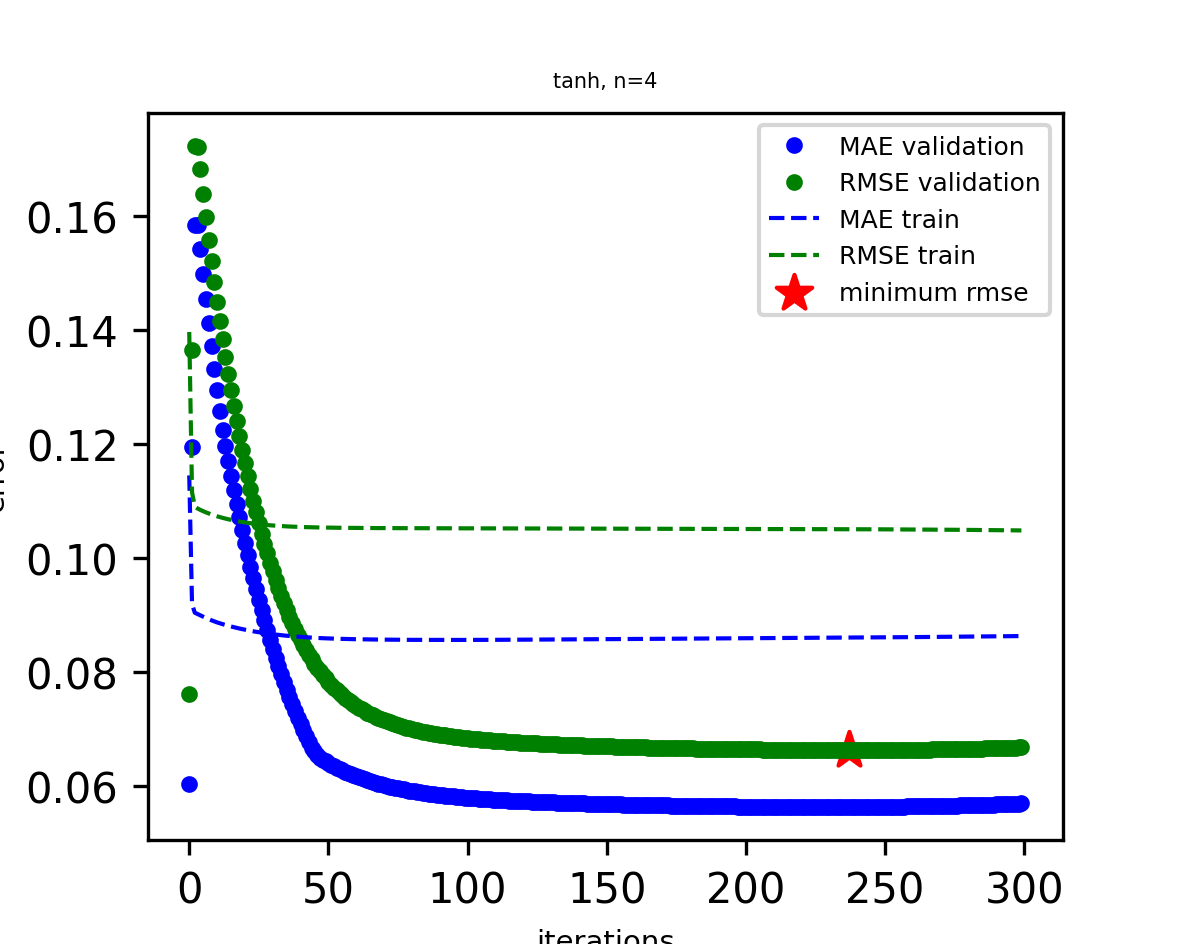 tanh, n=4
MAE validation
RMSE validation
MAE train
RMSE train
minimum rmse
0.16
0.14
0.12
0.10
0.08
0.06
0 50 100 150 200 250 300
iterations